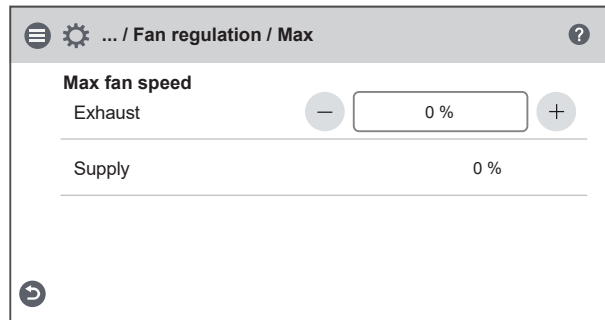 ... / Fan regulation / Max ?
Max fan speed
Exhaust − 0 % +
Supply 0 %